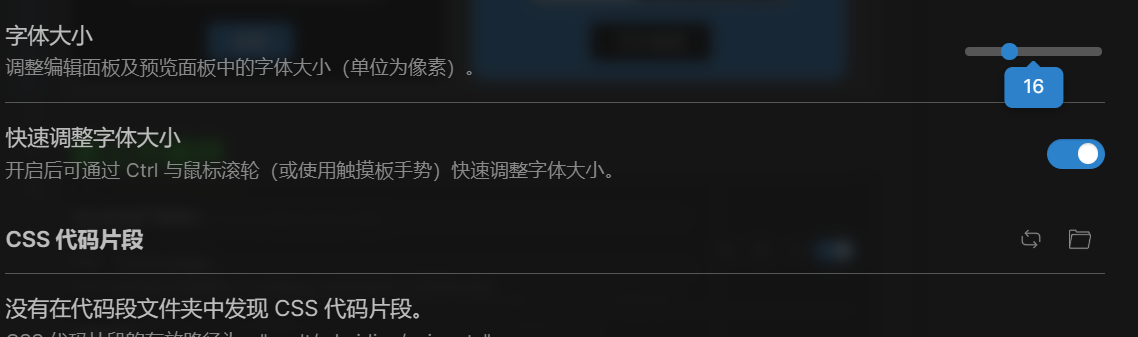 字体大小
调整编辑面板及预览面板中的字体大小（单位为像素）。
16
快速调整字体大小
开启后可通过 Ctrl 与鼠标滚轮（或使用触摸板手势）快速调整字体大小。
CSS 代码片段
没有在代码段文件夹中发现 CSS 代码片段。